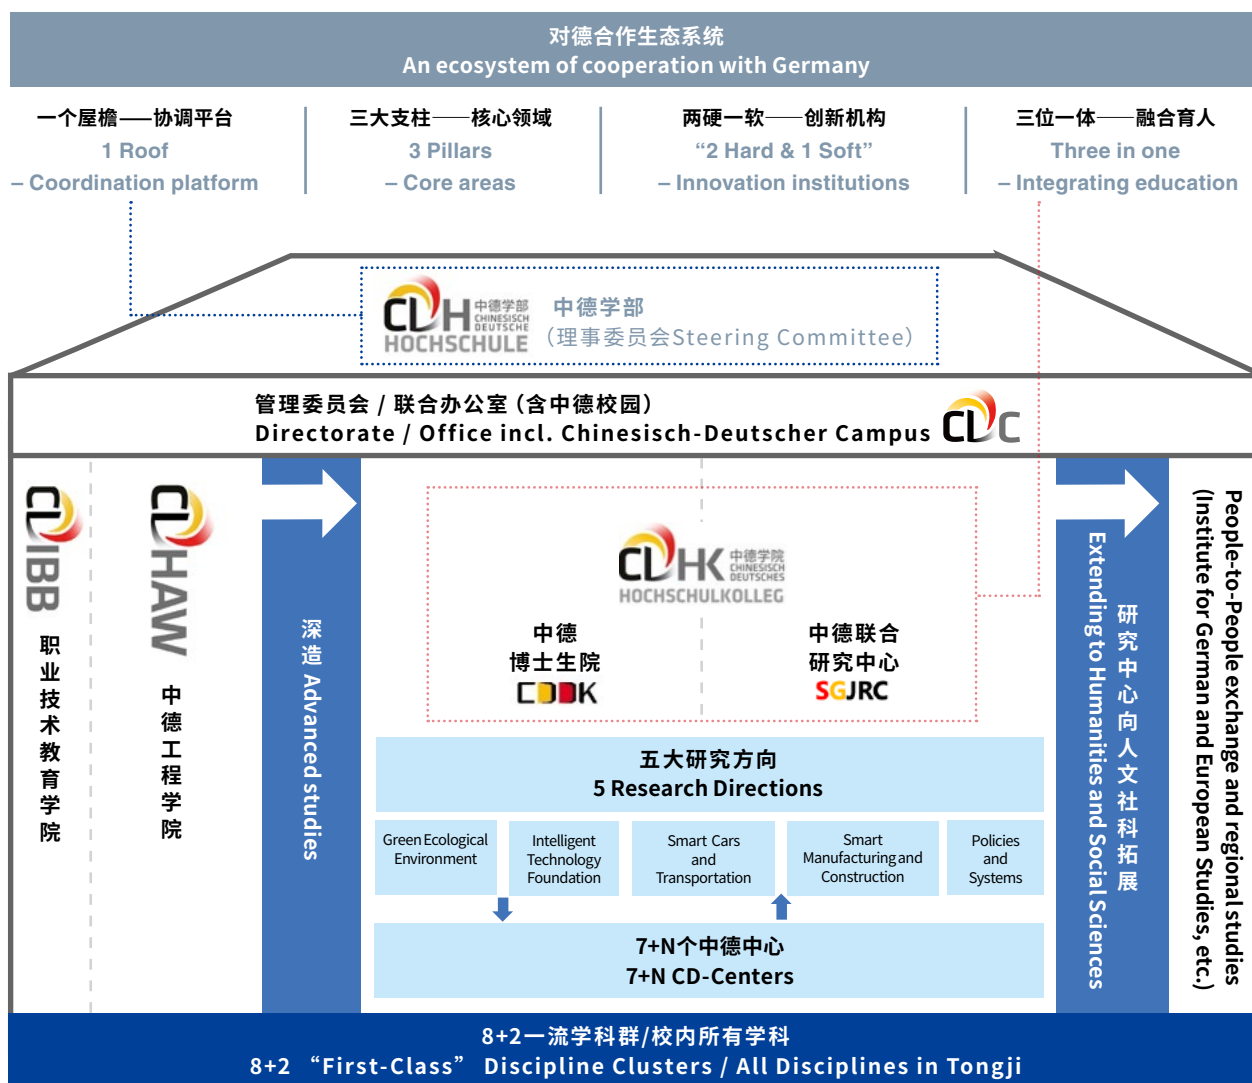 对德合作生态系统
An ecosystem of cooperation with Germany
一个屋檐——协调平台
1 Roof
– Coordination platform
三大支柱——核心领域
3 Pillars
– Core areas
两硬一软——创新机构
“2 Hard & 1 Soft”
– Innovation institutions
三位一体——融合育人
Three in one
– Integrating education
CDH 中德学部
CHINESISCH
DEUTSCHE
HOCHSCHULE
中德学部
（理事委员会Steering Committee）
管理委员会 / 联合办公室（含中德校园）
Directorate / Office incl. Chinesisch-Deutscher Campus
CDC
CDIBB
职业技术教育学院
CDHAW
中德工程学院
深造 Advanced studies
CDHK 中德学院
CHINESISCH
DEUTSCHES
HOCHSCHULKOLLEG
中德
博士生院
CDDK
中德联合
研究中心
SGJRC
五大研究方向
5 Research Directions
Green Ecological
Environment
Intelligent
Technology
Foundation
Smart Cars
and
Transportation
Smart
Manufacturing and
Construction
Policies
and
Systems
7+N个中德中心
7+N CD-Centers
研究中心向人文社科拓展
Extending to Humanities and Social Sciences
People-to-People exchange and regional studies
(Institute for German and European Studies, etc.)
8+2一流学科群/校内所有学科
8+2 “First-Class” Discipline Clusters / All Disciplines in Tongji